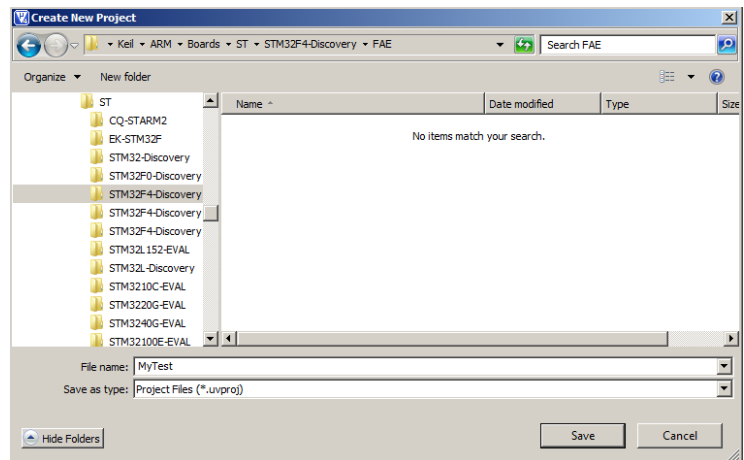 Create New Project
Keil ▸ ARM ▸ Boards ▸ ST ▸ STM32F4-Discovery ▸ FAE
Search FAE
Organize
New folder
Name
Date modified
Type
Size
No items match your search.
ST
CQ-STARM2
EK-STM32F
STM32-Discovery
STM32F0-Discovery
STM32F4-Discovery
STM32F4-Discovery
STM32F4-Discovery
STM32L152-EVAL
STM32L-Discovery
STM3210C-EVAL
STM3220G-EVAL
STM3240G-EVAL
STM32100E-EVAL
File name: MyTest
Save as type: Project Files (*.uvproj)
Hide Folders
Save
Cancel